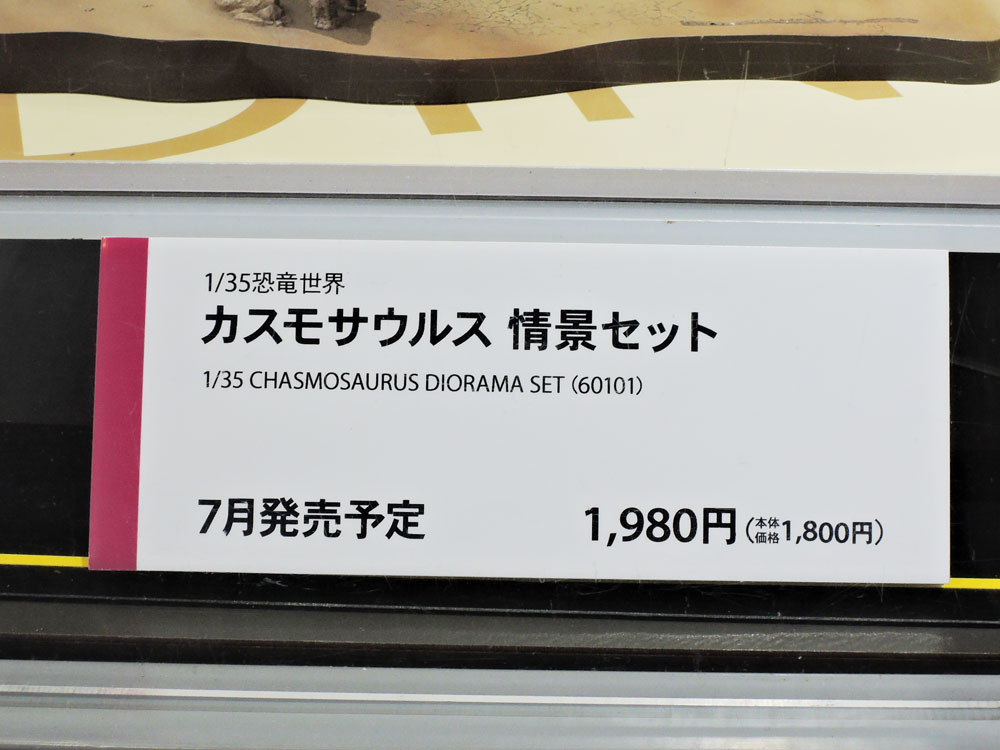 1/35恐竜世界
カスモサウルス 情景セット
1/35 CHASMOSAURUS DIORAMA SET (60101)
7月発売予定
1,980円(本体価格1,800円)